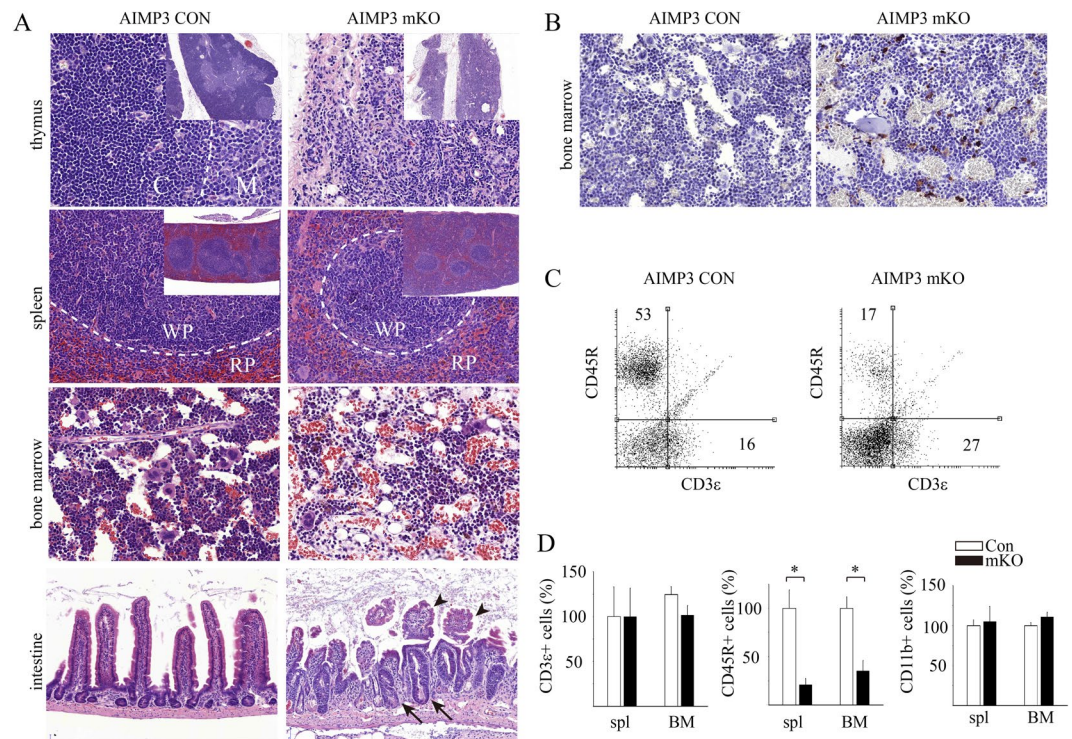 A
AIMP3 CON
AIMP3 mKO
thymus
C
M
spleen
WP
RP
WP
RP
bone marrow
intestine
B
AIMP3 CON
AIMP3 mKO
bone marrow
C
AIMP3 CON
AIMP3 mKO
CD45R
53
16
CD3ε
CD45R
17
27
CD3ε
D
Con
mKO
CD3ε+ cells (%)
150
100
50
spl
BM
CD45R+ cells (%)
100
50
*
*
spl
BM
CD11b+ cells (%)
150
100
50
spl
BM